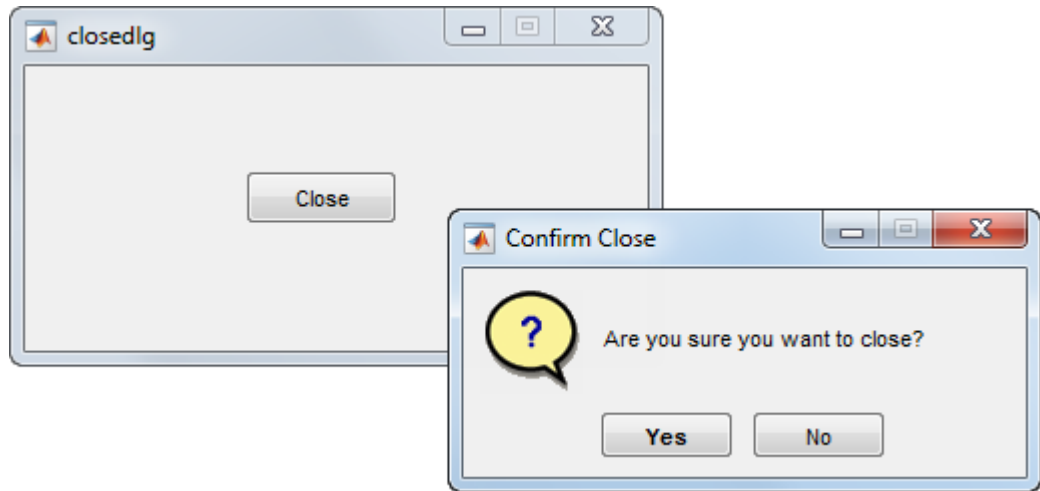 closedlg
Close
Confirm Close
?
Are you sure you want to close?
Yes No